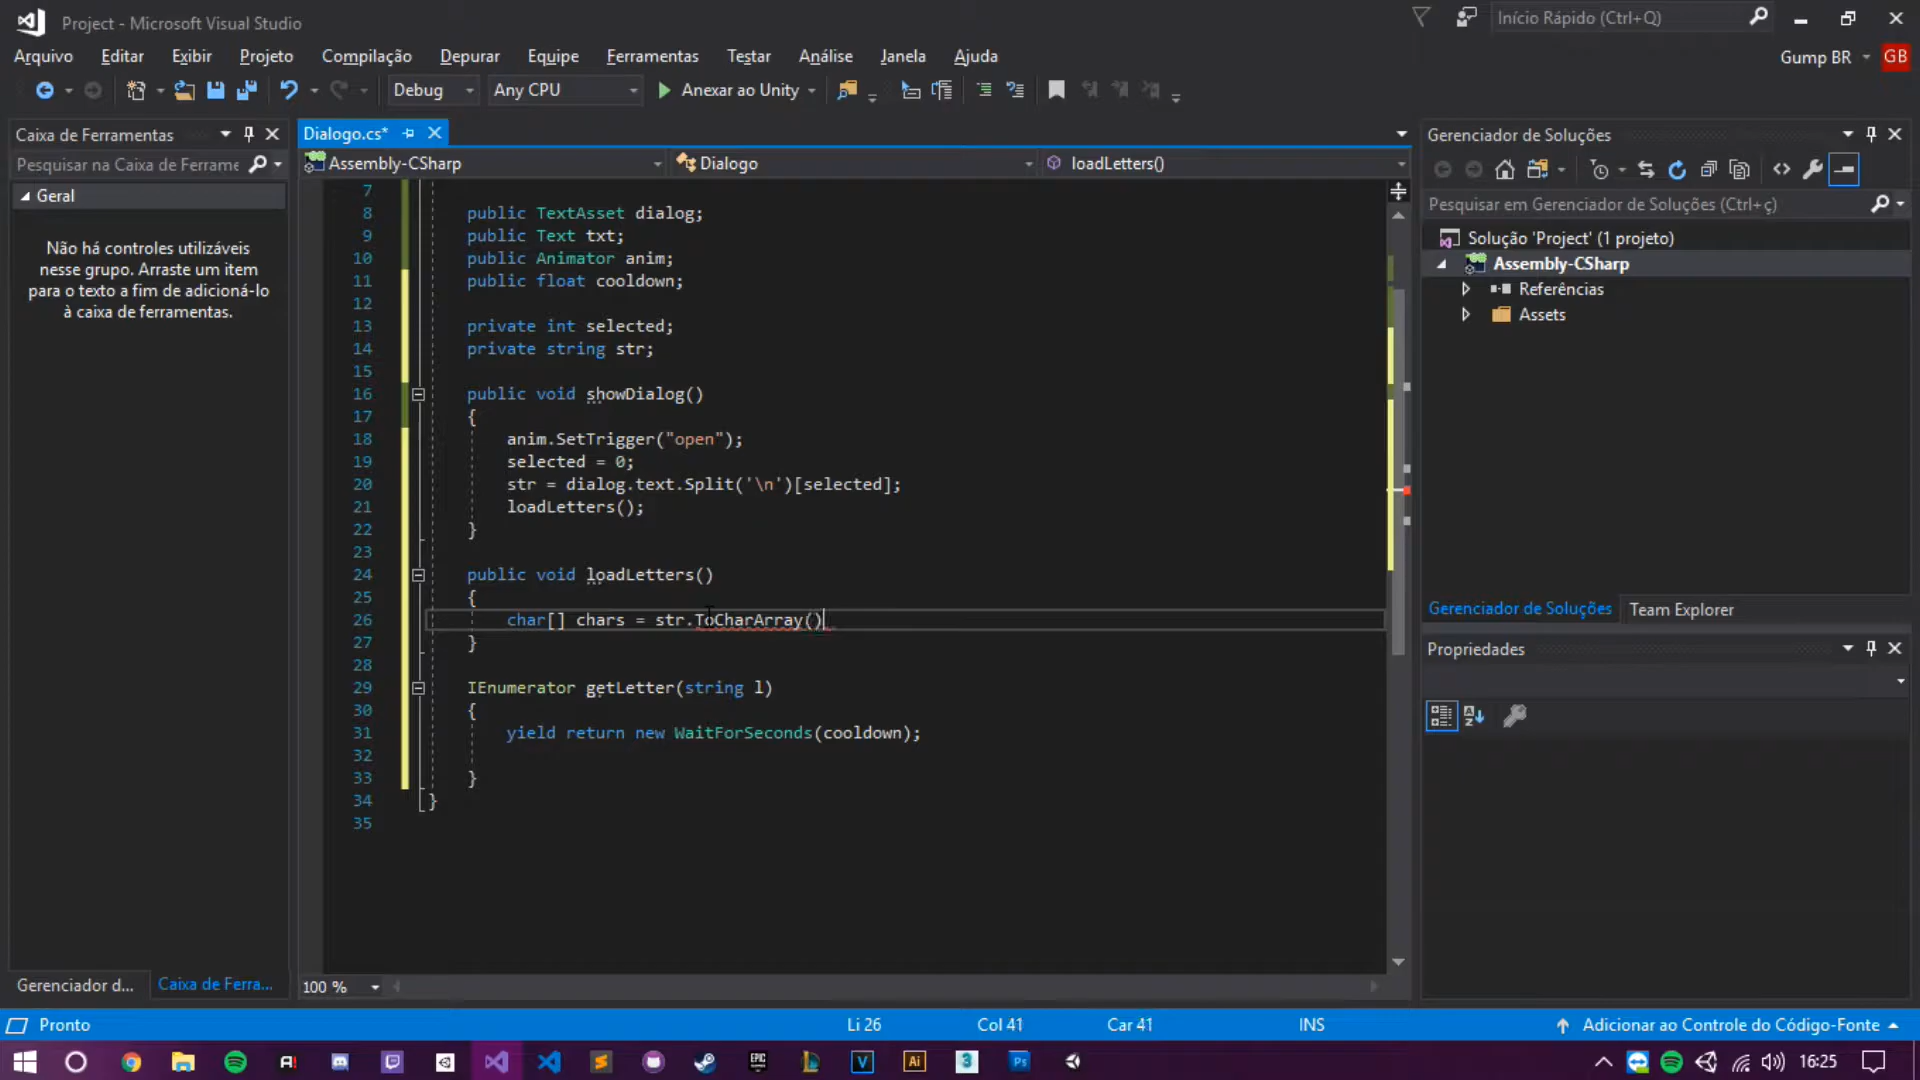 Project - Microsoft Visual Studio
Início Rápido (Ctrl+Q)
Arquivo Editar Exibir Projeto Compilação Depurar Equipe Ferramentas Testar Análise Janela Ajuda
Gump BR GB
Debug Any CPU Anexar ao Unity
Caixa de Ferramentas
Pesquisar na Caixa de Ferrame
Geral
Não há controles utilizáveis
nesse grupo. Arraste um item
para o texto a fim de adicioná-lo
à caixa de ferramentas.
Gerenciador d... Caixa de Ferra...
Dialogo.cs*
Assembly-CSharp Dialogo loadLetters()
7
8 public TextAsset dialog;
9 public Text txt;
10 public Animator anim;
11 public float cooldown;
12
13 private int selected;
14 private string str;
15
16 public void showDialog()
17 {
18 anim.SetTrigger("open");
19 selected = 0;
20 str = dialog.text.Split('\n')[selected];
21 loadLetters();
22 }
23
24 public void loadLetters()
25 {
26 char[] chars = str.ToCharArray()
27 }
28
29 IEnumerator getLetter(string l)
30 {
31 yield return new WaitForSeconds(cooldown);
32
33 }
34 }
35
100 %
Gerenciador de Soluções
Pesquisar em Gerenciador de Soluções (Ctrl+ç)
Solução 'Project' (1 projeto)
Assembly-CSharp
Referências
Assets
Gerenciador de Soluções Team Explorer
Propriedades
Pronto Li 26 Col 41 Car 41 INS Adicionar ao Controle do Código-Fonte
A! EPIC GAMES V Ai 3 Ps 16:25